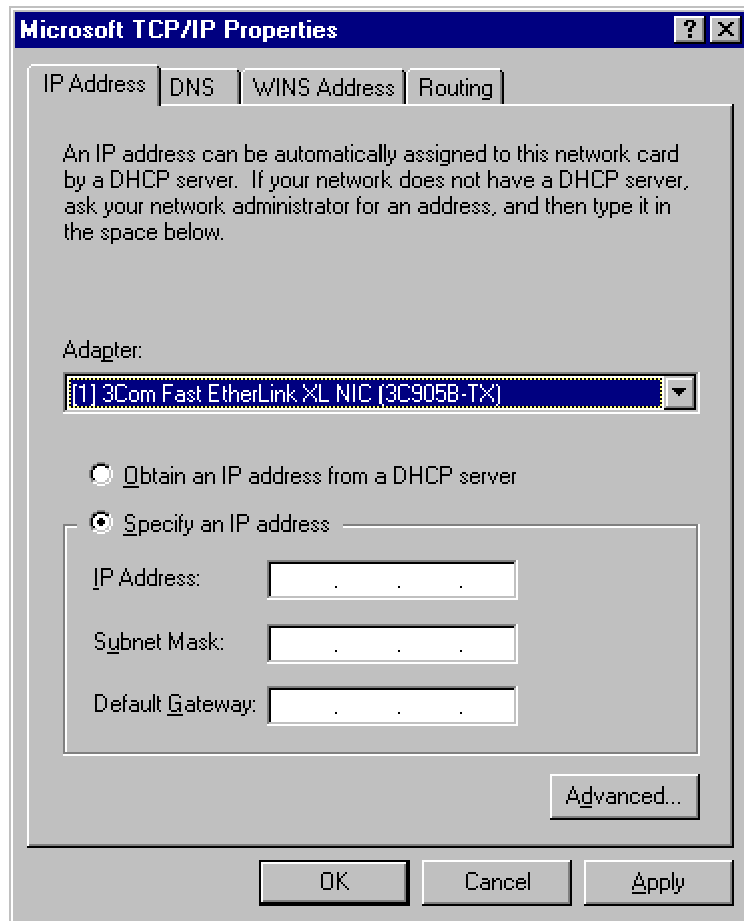 Microsoft TCP/IP Properties
?
IP Address
DNS
WINS Address
Routing
An IP address can be automatically assigned to this network card
by a DHCP server.  If your network does not have a DHCP server,
ask your network administrator for an address, and then type it in
the space below.
Adapter:
[1] 3Com Fast EtherLink XL NIC (3C905B-TX)
Obtain an IP address from a DHCP server
Specify an IP address
IP Address: . . .
Subnet Mask: . . .
Default Gateway: . . .
Advanced...
OK
Cancel
Apply